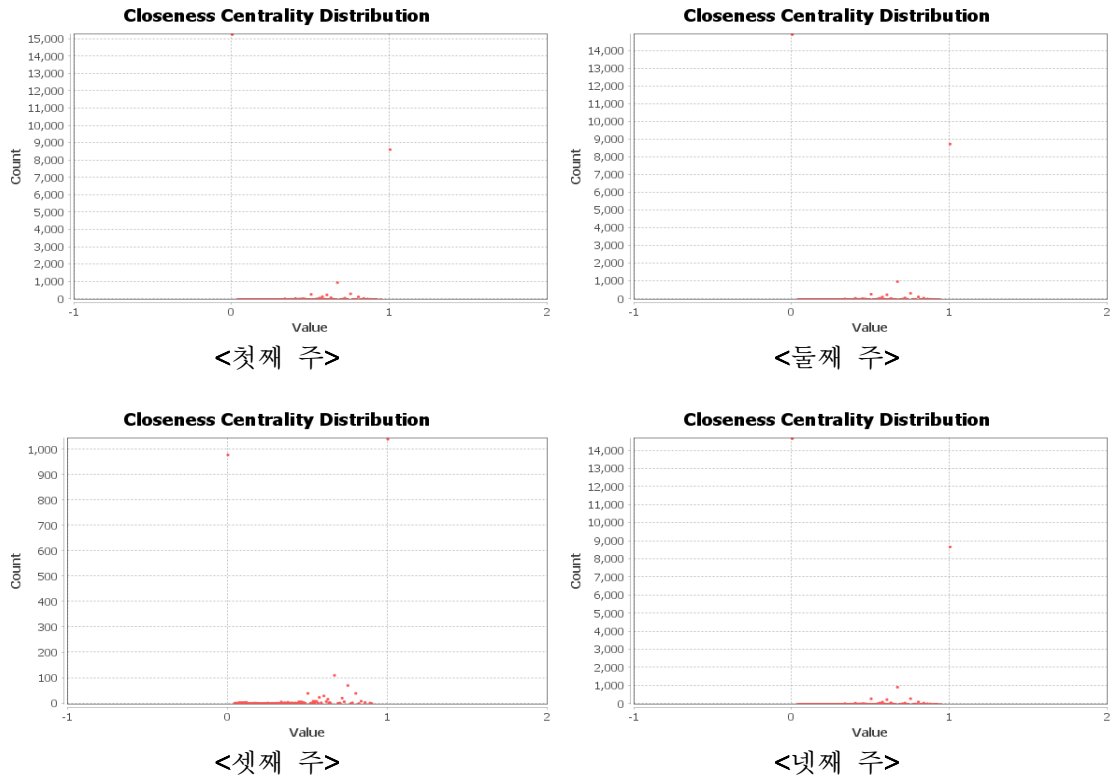 Closeness Centrality Distribution
15,000
14,000
13,000
12,000
11,000
10,000
9,000
8,000
7,000
6,000
5,000
4,000
3,000
2,000
1,000
0
Count
-1 0 1 2
Value
<첫째 주>
Closeness Centrality Distribution
14,000
13,000
12,000
11,000
10,000
9,000
8,000
7,000
6,000
5,000
4,000
3,000
2,000
1,000
0
Count
-1 0 1 2
Value
<둘째 주>
Closeness Centrality Distribution
1,000
900
800
700
600
500
400
300
200
100
0
Count
-1 0 1 2
Value
<셋째 주>
Closeness Centrality Distribution
14,000
13,000
12,000
11,000
10,000
9,000
8,000
7,000
6,000
5,000
4,000
3,000
2,000
1,000
0
Count
-1 0 1 2
Value
<넷째 주>